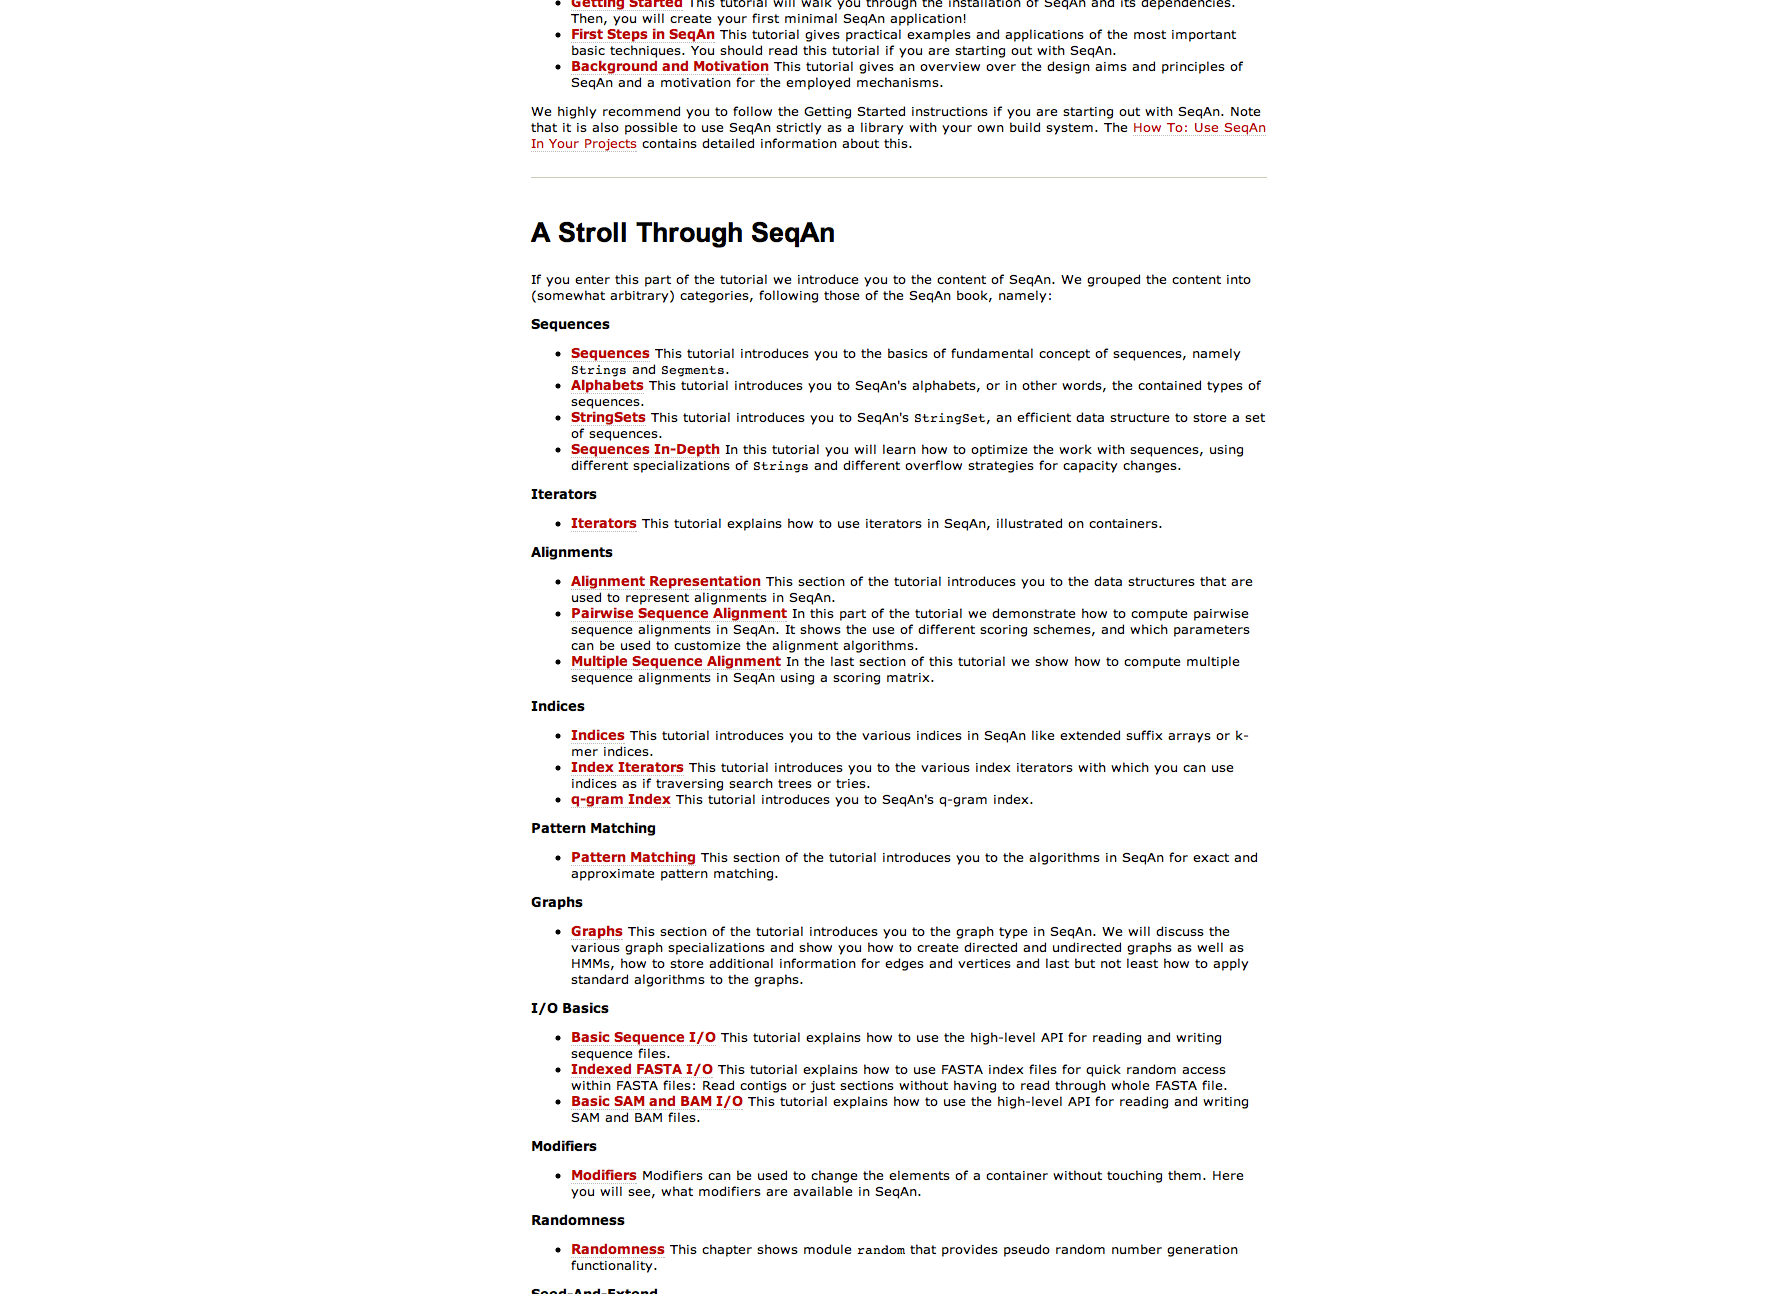 Getting Started This tutorial will walk you through the installation of SeqAn and its dependencies.
Then, you will create your first minimal SeqAn application!
First Steps in SeqAn This tutorial gives practical examples and applications of the most important
basic techniques. You should read this tutorial if you are starting out with SeqAn.
Background and Motivation This tutorial gives an overview over the design aims and principles of
SeqAn and a motivation for the employed mechanisms.
We highly recommend you to follow the Getting Started instructions if you are starting out with SeqAn. Note
that it is also possible to use SeqAn strictly as a library with your own build system. The How To: Use SeqAn
In Your Projects contains detailed information about this.
A Stroll Through SeqAn
If you enter this part of the tutorial we introduce you to the content of SeqAn. We grouped the content into
(somewhat arbitrary) categories, following those of the SeqAn book, namely:
Sequences
Sequences This tutorial introduces you to the basics of fundamental concept of sequences, namely
Strings and Segments.
Alphabets This tutorial introduces you to SeqAn's alphabets, or in other words, the contained types of
sequences.
StringSets This tutorial introduces you to SeqAn's StringSet, an efficient data structure to store a set
of sequences.
Sequences In-Depth In this tutorial you will learn how to optimize the work with sequences, using
different specializations of Strings and different overflow strategies for capacity changes.
Iterators
Iterators This tutorial explains how to use iterators in SeqAn, illustrated on containers.
Alignments
Alignment Representation This section of the tutorial introduces you to the data structures that are
used to represent alignments in SeqAn.
Pairwise Sequence Alignment In this part of the tutorial we demonstrate how to compute pairwise
sequence alignments in SeqAn. It shows the use of different scoring schemes, and which parameters
can be used to customize the alignment algorithms.
Multiple Sequence Alignment In the last section of this tutorial we show how to compute multiple
sequence alignments in SeqAn using a scoring matrix.
Indices
Indices This tutorial introduces you to the various indices in SeqAn like extended suffix arrays or k-
mer indices.
Index Iterators This tutorial introduces you to the various index iterators with which you can use
indices as if traversing search trees or tries.
q-gram Index This tutorial introduces you to SeqAn's q-gram index.
Pattern Matching
Pattern Matching This section of the tutorial introduces you to the algorithms in SeqAn for exact and
approximate pattern matching.
Graphs
Graphs This section of the tutorial introduces you to the graph type in SeqAn. We will discuss the
various graph specializations and show you how to create directed and undirected graphs as well as
HMMs, how to store additional information for edges and vertices and last but not least how to apply
standard algorithms to the graphs.
I/O Basics
Basic Sequence I/O This tutorial explains how to use the high-level API for reading and writing
sequence files.
Indexed FASTA I/O This tutorial explains how to use FASTA index files for quick random access
within FASTA files: Read contigs or just sections without having to read through whole FASTA file.
Basic SAM and BAM I/O This tutorial explains how to use the high-level API for reading and writing
SAM and BAM files.
Modifiers
Modifiers Modifiers can be used to change the elements of a container without touching them. Here
you will see, what modifiers are available in SeqAn.
Randomness
Randomness This chapter shows module random that provides pseudo random number generation
functionality.
Seed-And-Extend